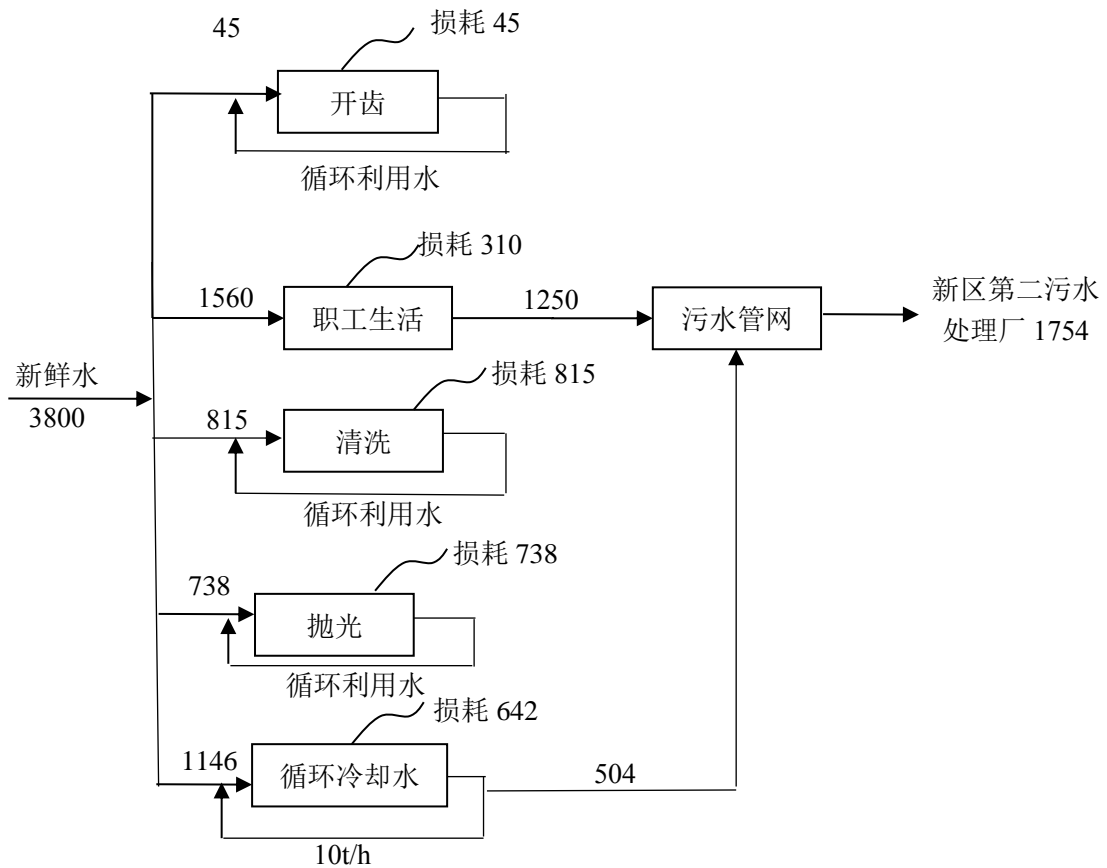 45
损耗 45
开齿
循环利用水
损耗 310
1560
职工生活
1250
污水管网
新区第二污水
处理厂 1754
新鲜水
3800
损耗 815
815
清洗
循环利用水
损耗 738
738
抛光
循环利用水
损耗 642
1146
循环冷却水
504
10t/h